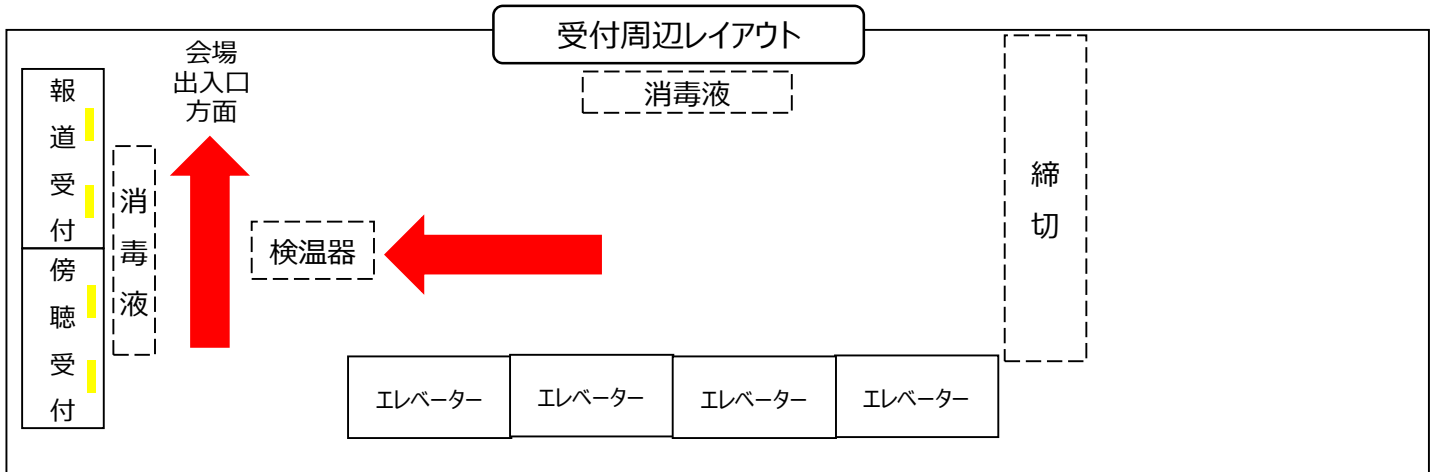 受付周辺レイアウト
会場
出入口
方面
消毒液
報道受付
消毒液
締切
検温器
傍聴受付
エレベーター
エレベーター
エレベーター
エレベーター